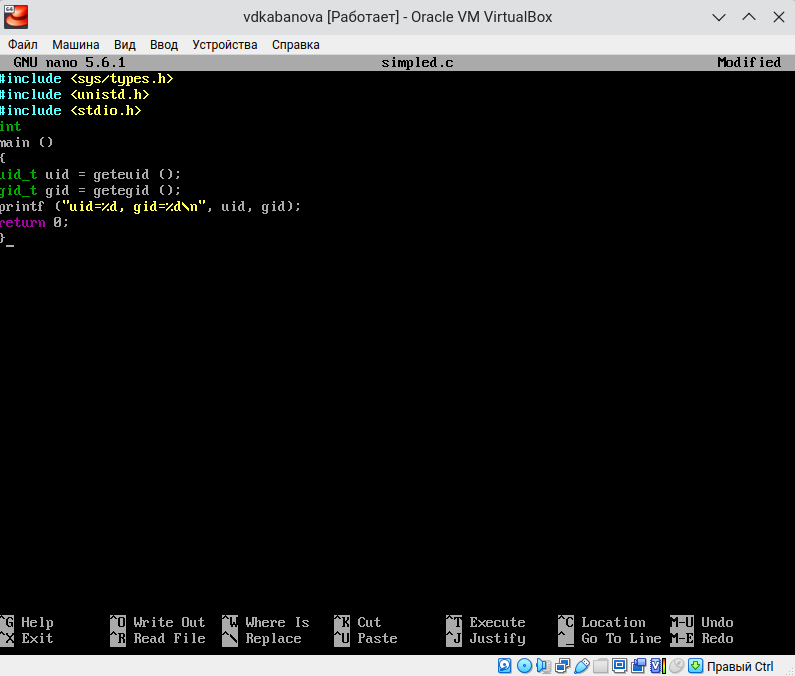 vdkabanova [Работает] - Oracle VM VirtualBox
Файл Машина Вид Ввод Устройства Справка
GNU nano 5.6.1 simpled.c Modified
#include <sys/types.h>
#include <unistd.h>
#include <stdio.h>
int
main ()
{
uid_t uid = geteuid ();
gid_t gid = getegid ();
printf ("uid=%d, gid=%d\n", uid, gid);
return 0;
}
^G Help ^O Write Out ^W Where Is ^K Cut ^T Execute ^C Location M-U Undo
^X Exit ^R Read File ^\ Replace ^U Paste ^J Justify ^_ Go To Line M-E Redo
Правый Ctrl